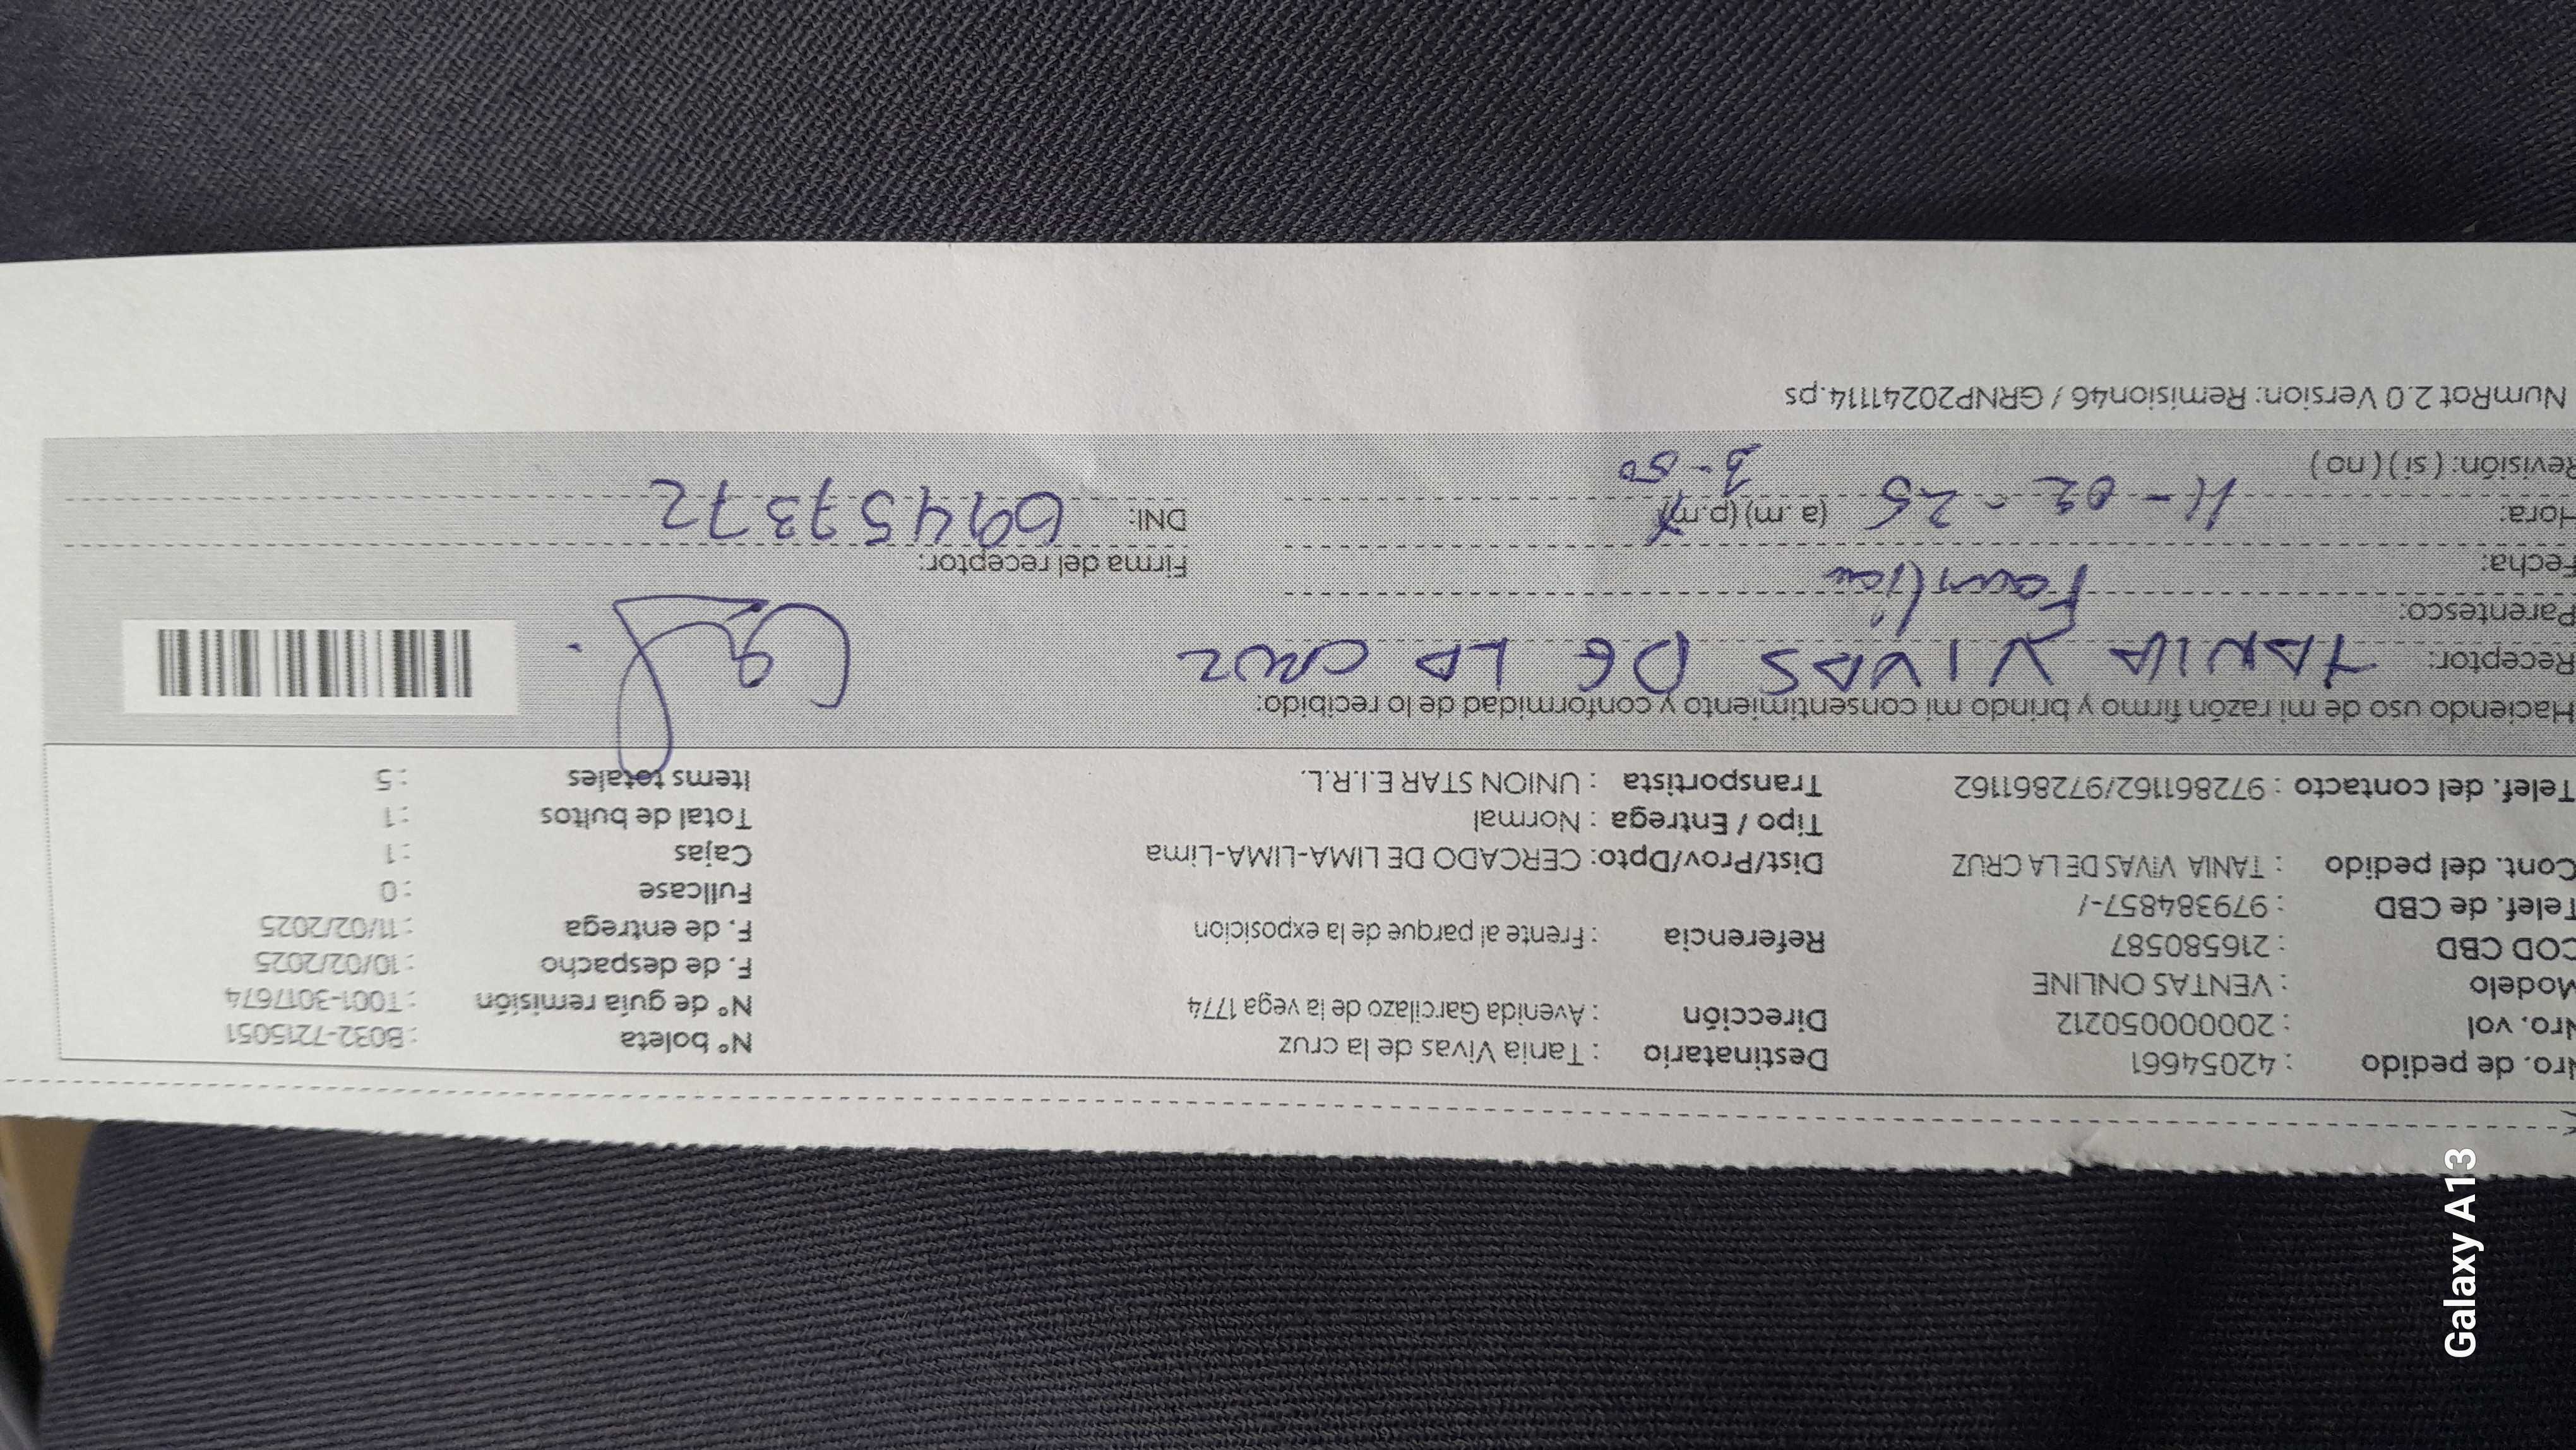 Nro. de pedido : 42054661 Destinatario : Tania Vivas de la cruz N° boleta : B032-7215051
Nro. vol : 20000050212 Dirección : Avenida Garcilazo de la vega 1774 N° de guía remisión : T001-3017674
Modelo : VENTAS ONLINE F. de despacho : 10/02/2025
COD CBD : 216580587 Referencia : Frente al parque de la exposicion F. de entrega : 11/02/2025
Telef. de CBD : 979384857-/ Fullcase : 0
Cont. del pedido : TANIA VIVAS DE LA CRUZ Dist/Prov/Dpto: CERCADO DE LIMA-LIMA-Lima Cajas : 1
Tipo / Entrega : Normal Total de bultos : 1
Telef. del contacto : 972861162/972861162 Transportista : UNION STAR E.I.R.L. Items totales : 5
Haciendo uso de mi razón firmo y brindo mi consentimiento y conformidad de lo recibido:
Receptor: TANIA VIVAS DE LA CRUZ
Parentesco: Familiar
Fecha: Firma del receptor:
Hora: 11-02-25 (a. m) (p.m) DNI: 69457372
Revisión: ( si ) ( no ) 3-50
NumRot 2.0 Version: Remision46 / GRNP20241114.ps
Galaxy A13